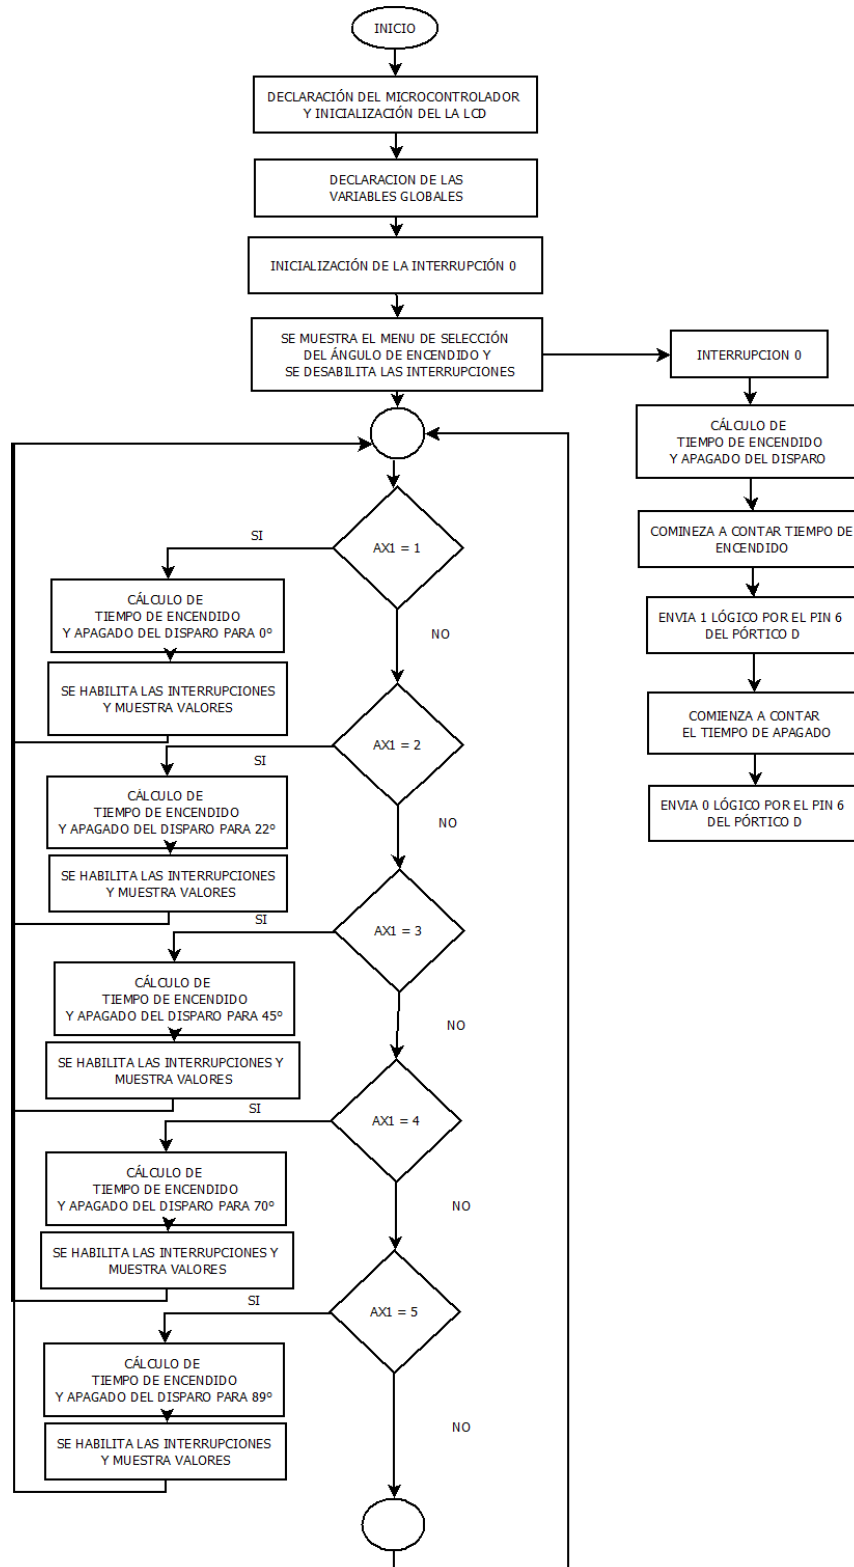 INICIO
DECLARACIÓN DEL MICROCONTROLADOR
Y INICIALIZACIÓN DEL LA LCD
DECLARACION DE LAS
VARIABLES GLOBALES
INICIALIZACIÓN DE LA INTERRUPCIÓN 0
SE MUESTRA EL MENU DE SELECCIÓN
DEL ÁNGULO DE ENCENDIDO Y
SE DESABILITA LAS INTERRUPCIONES
INTERRUPCION 0
CÁLCULO DE
TIEMPO DE ENCENDIDO
Y APAGADO DEL DISPARO
COMINEZA A CONTAR TIEMPO DE
ENCENDIDO
ENVIA 1 LÓGICO POR EL PIN 6
DEL PÓRTICO D
COMIENZA A CONTAR
EL TIEMPO DE APAGADO
ENVIA 0 LÓGICO POR EL PIN 6
DEL PÓRTICO D
AX1 = 1
SI
NO
CÁLCULO DE
TIEMPO DE ENCENDIDO
Y APAGADO DEL DISPARO PARA 0º
SE HABILITA LAS INTERRUPCIONES
Y MUESTRA VALORES
AX1 = 2
SI
NO
CÁLCULO DE
TIEMPO DE ENCENDIDO
Y APAGADO DEL DISPARO PARA 22º
SE HABILITA LAS INTERRUPCIONES
Y MUESTRA VALORES
AX1 = 3
SI
NO
CÁLCULO DE
TIEMPO DE ENCENDIDO
Y APAGADO DEL DISPARO PARA 45º
SE HABILITA LAS INTERRUPCIONES Y
MUESTRA VALORES
AX1 = 4
SI
NO
CÁLCULO DE
TIEMPO DE ENCENDIDO
Y APAGADO DEL DISPARO PARA 70º
SE HABILITA LAS INTERRUPCIONES Y
MUESTRA VALORES
AX1 = 5
SI
NO
CÁLCULO DE
TIEMPO DE ENCENDIDO
Y APAGADO DEL DISPARO PARA 89º
SE HABILITA LAS INTERRUPCIONES
Y MUESTRA VALORES